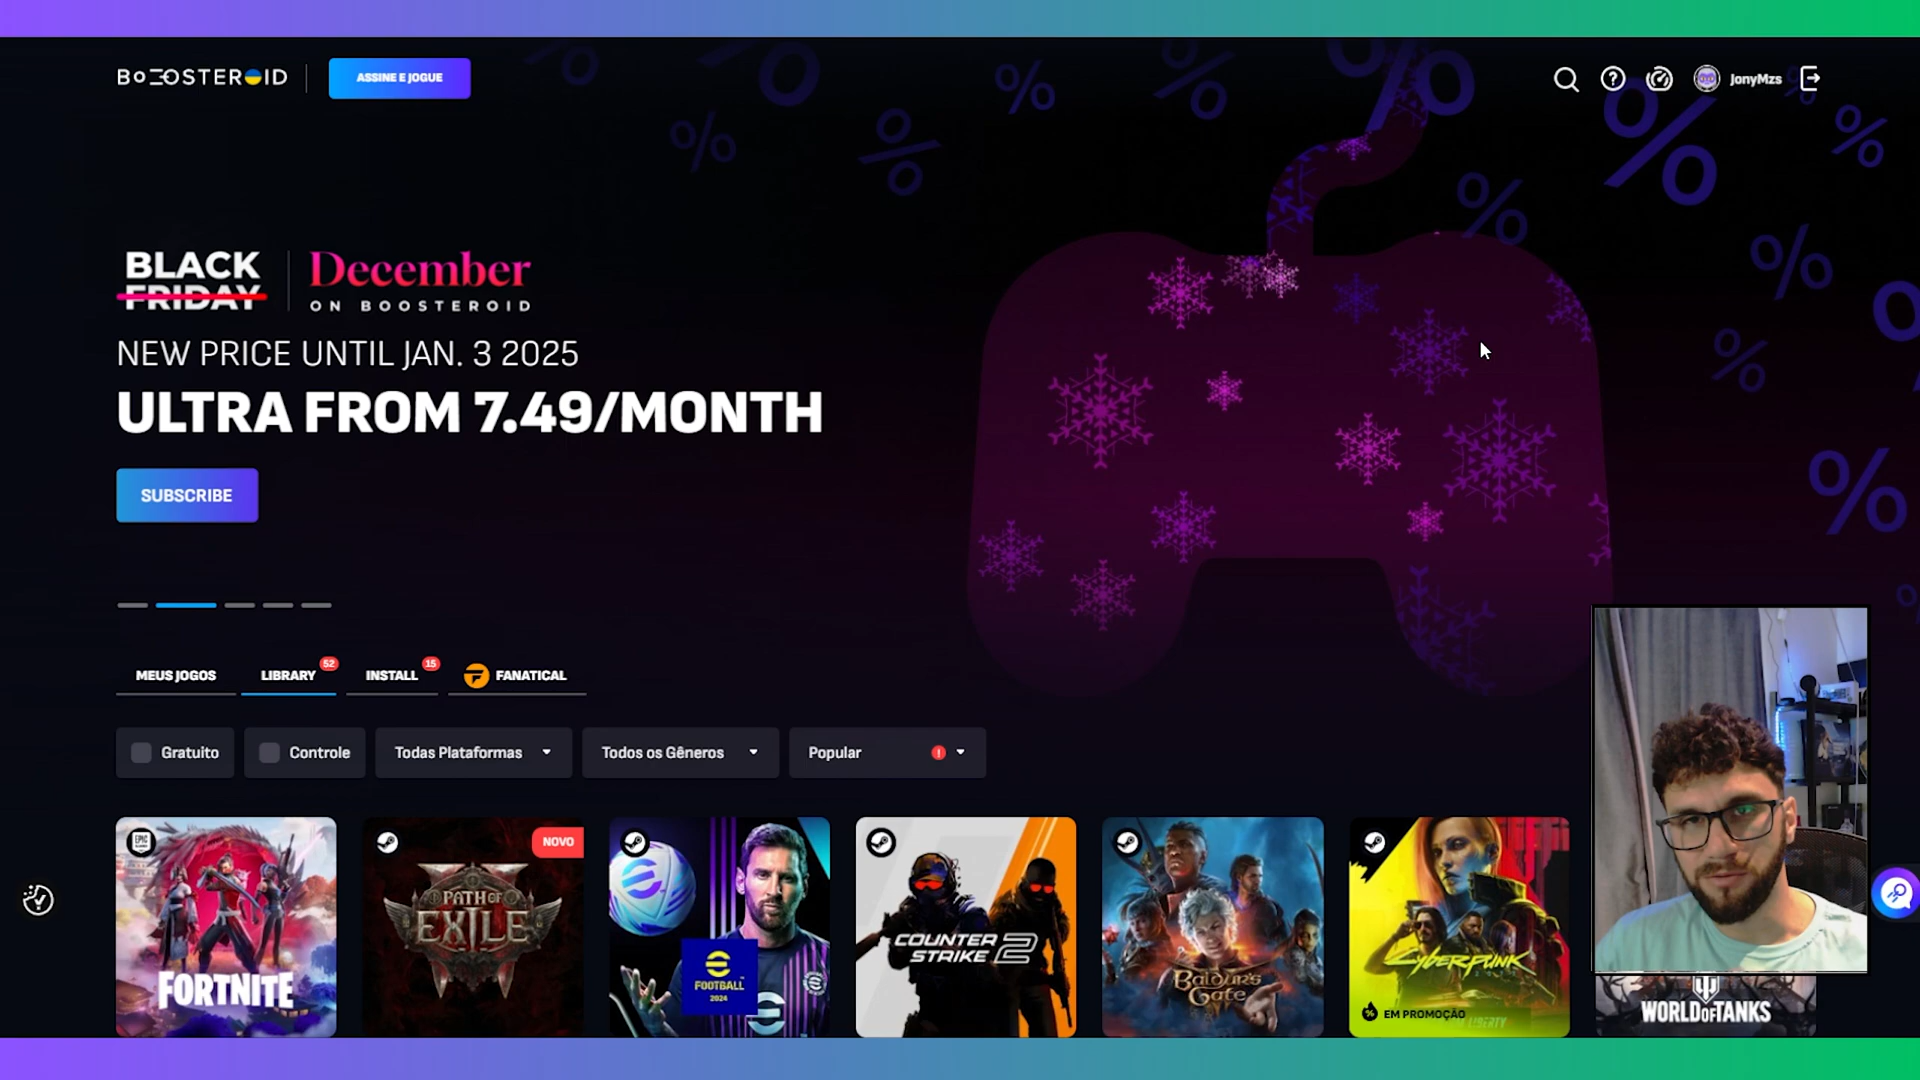 BOOSTEROID
ASSINE E JOGUE
JonyMzs
BLACK
FRIDAY
December
ON BOOSTEROID
NEW PRICE UNTIL JAN. 3 2025
ULTRA FROM 7.49/MONTH
SUBSCRIBE
MEUS JOGOS
LIBRARY 52
INSTALL 15
FANATICAL
Gratuito
Controle
Todas Plataformas
Todos os Gêneros
Popular
EPIC
FORTNITE
NOVO
PATH OF
EXILE
FOOTBALL
2024
COUNTER
STRIKE 2
Baldur's
Gate
CYBERPUNK
EM PROMOÇÃO
LIBERTY
WORLD OF TANKS